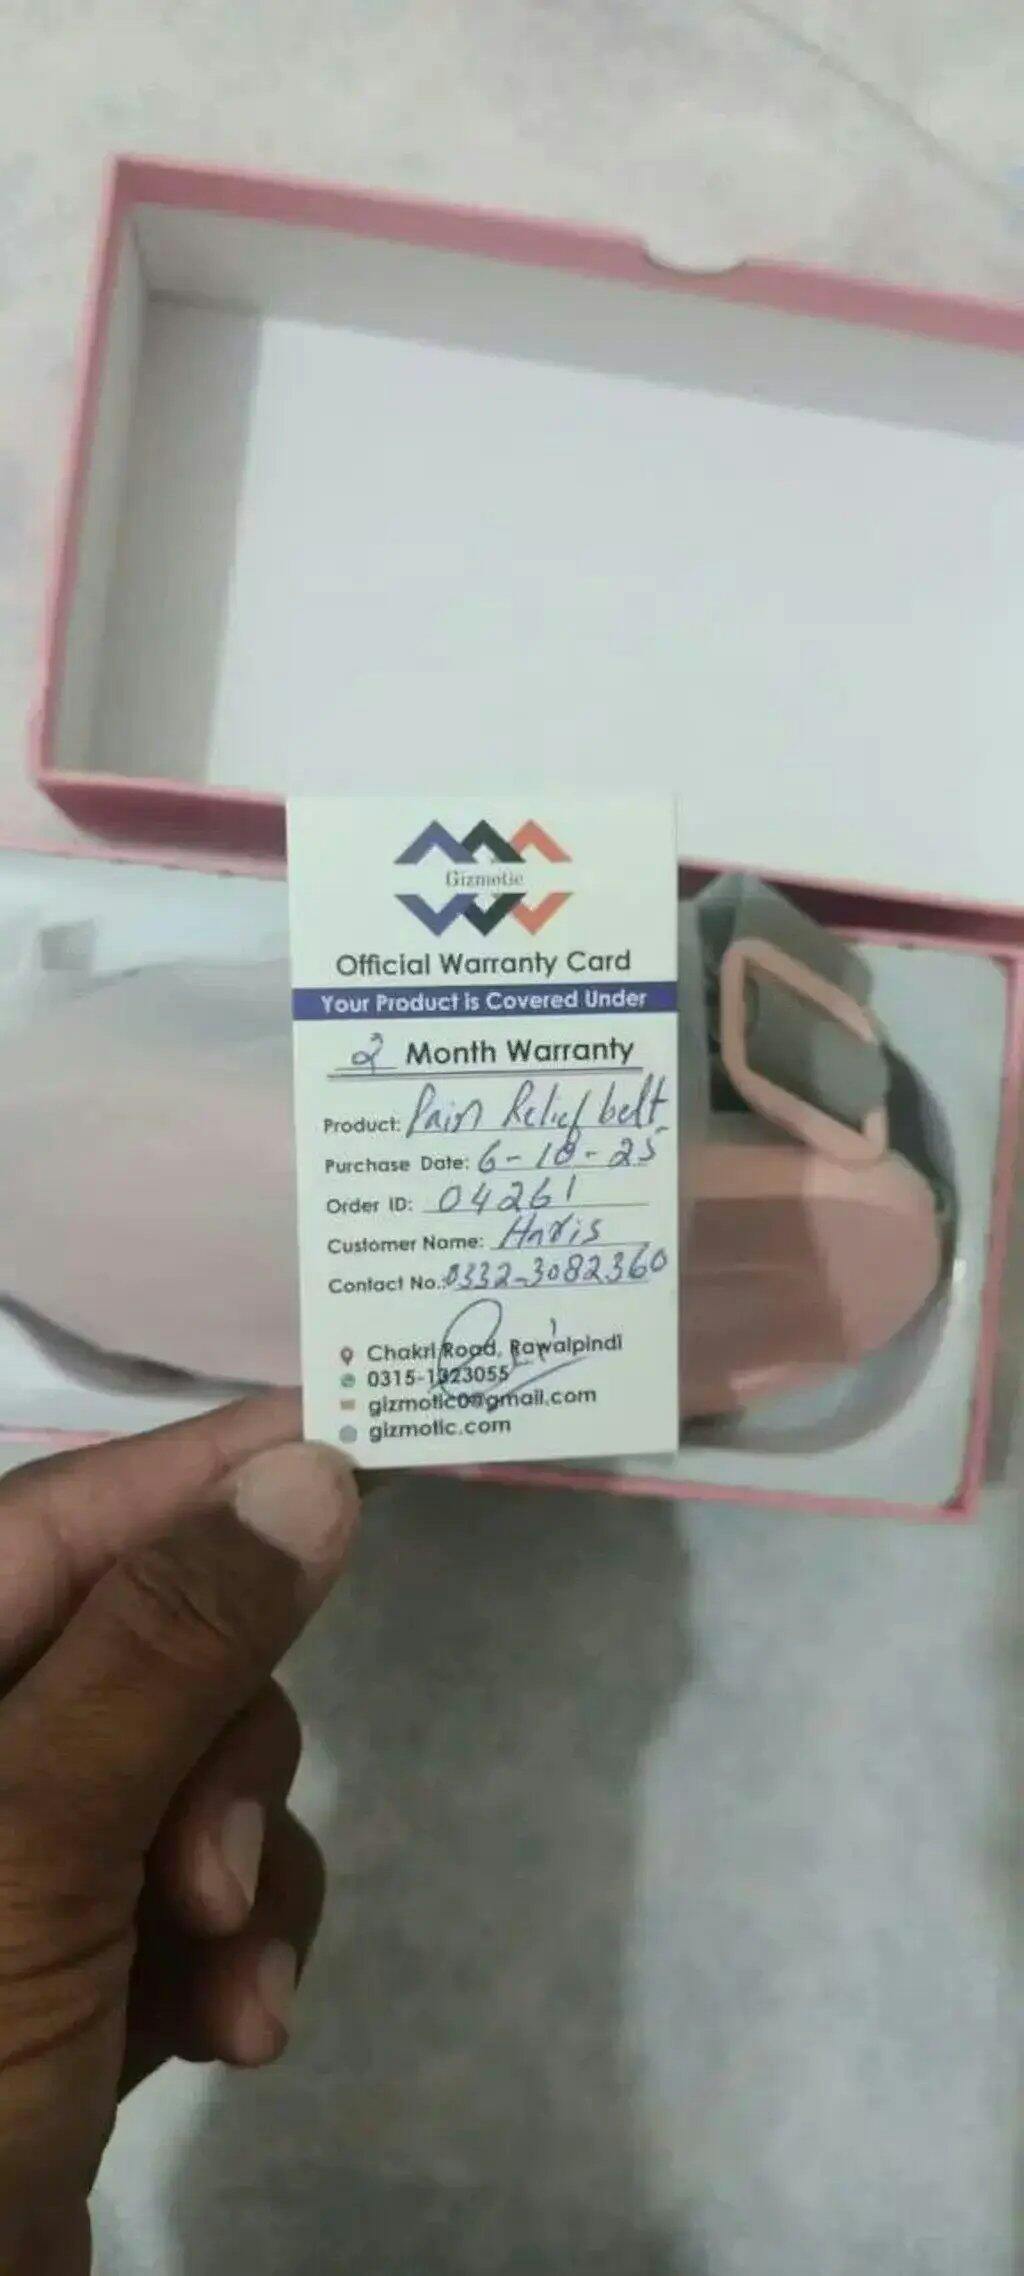 Gizmotic
Official Warranty Card
Your Product is Covered Under
2 Month Warranty
Product: Pain Relief belt
Purchase Date: 6-10-25
Order ID: 04261
Customer Name: Haris
Contact No.: 0332-3082360
Chakri Road, Rawalpindi
0315-1323055
gizmotic0@gmail.com
gizmotic.com